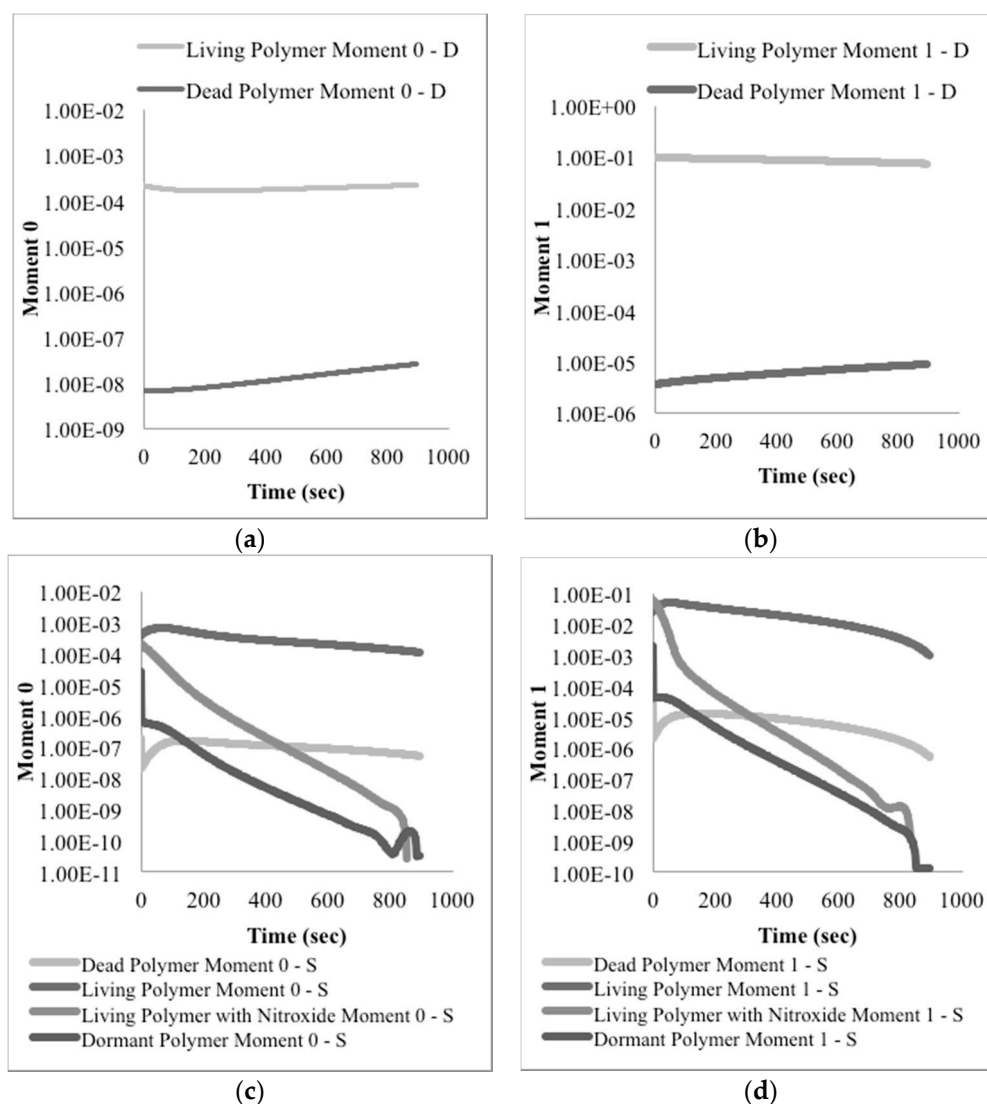 Living Polymer Moment 0 - D
Dead Polymer Moment 0 - D
1.00E-02
1.00E-03
1.00E-04
1.00E-05
1.00E-06
1.00E-07
1.00E-08
1.00E-09
Moment 0
0 200 400 600 800 1000
Time (sec)
(a)
Living Polymer Moment 1 - D
Dead Polymer Moment 1 - D
1.00E+00
1.00E-01
1.00E-02
1.00E-03
1.00E-04
1.00E-05
1.00E-06
Moment 1
0 200 400 600 800 1000
Time (sec)
(b)
1.00E-02
1.00E-03
1.00E-04
1.00E-05
1.00E-06
1.00E-07
1.00E-08
1.00E-09
1.00E-10
1.00E-11
Moment 0
0 200 400 600 800 1000
Time (sec)
Dead Polymer Moment 0 - S
Living Polymer Moment 0 - S
Living Polymer with Nitroxide Moment 0 - S
Dormant Polymer Moment 0 - S
(c)
1.00E-01
1.00E-02
1.00E-03
1.00E-04
1.00E-05
1.00E-06
1.00E-07
1.00E-08
1.00E-09
1.00E-10
Moment 1
0 200 400 600 800 1000
Time (sec)
Dead Polymer Moment 1 - S
Living Polymer Moment 1 - S
Living Polymer with Nitroxide Moment 1 - S
Dormant Polymer Moment 1 - S
(d)